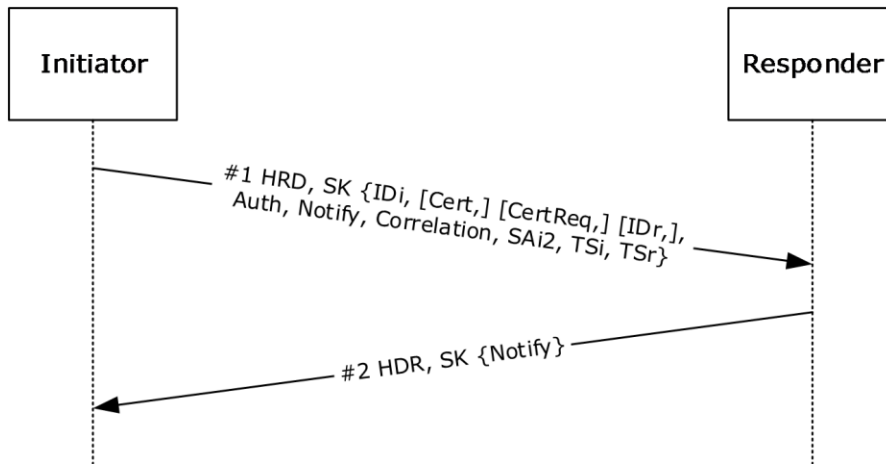 Initiator
Responder
#1 HRD, SK {IDi, [Cert,] [CertReq,] [IDr,],
Auth, Notify, Correlation, SAi2, TSi, TSr}
#2 HDR, SK {Notify}